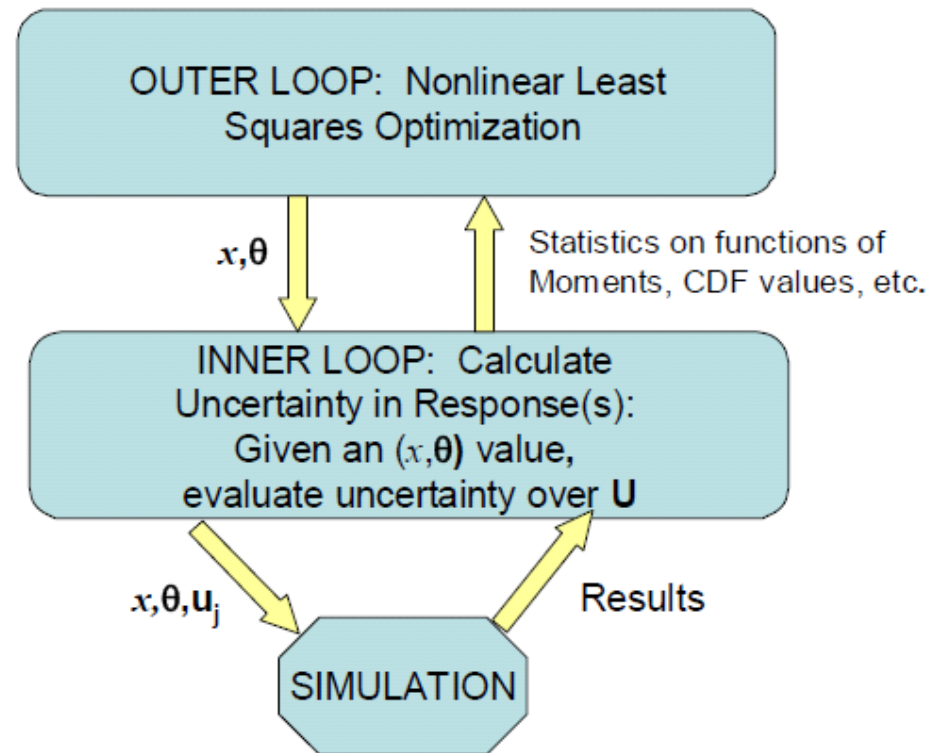 OUTER LOOP: Nonlinear Least
Squares Optimization
x,θ
Statistics on functions of
Moments, CDF values, etc.
INNER LOOP: Calculate
Uncertainty in Response(s):
Given an (x,θ) value,
evaluate uncertainty over U
x,θ,uj
Results
SIMULATION